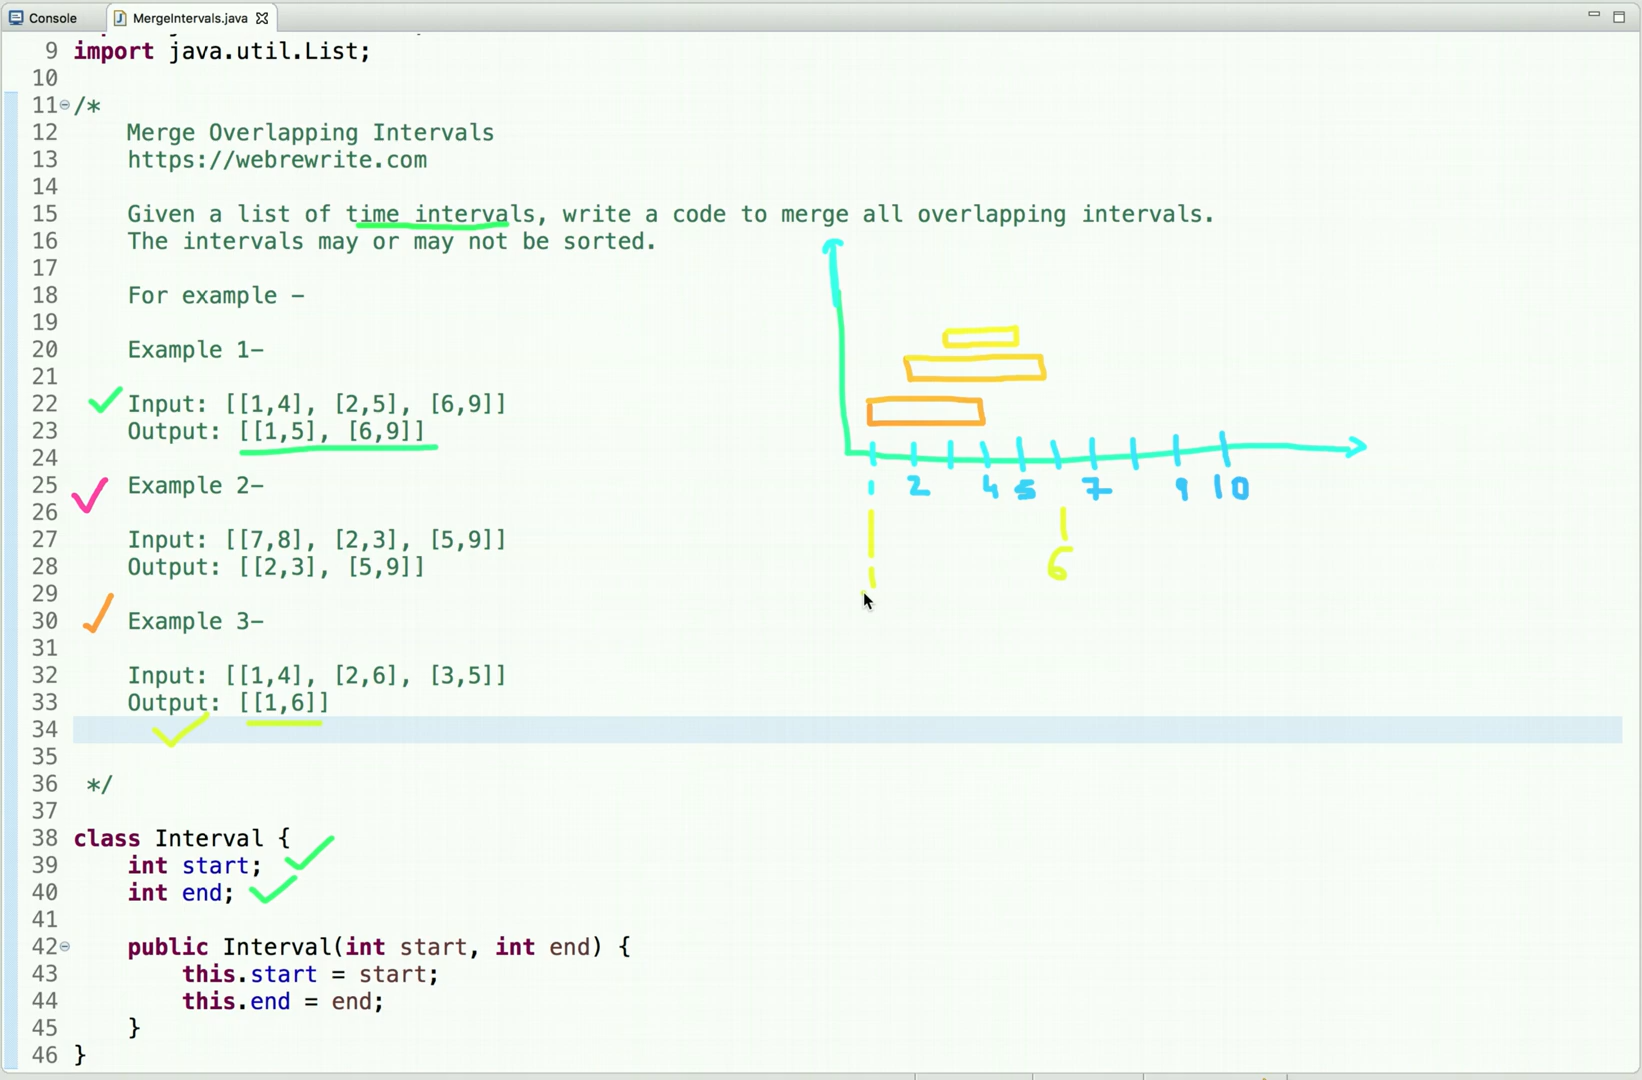 Console
MergeIntervals.java
9 import java.util.List;
10
11 /*
12 Merge Overlapping Intervals
13 https://webrewrite.com
14
15 Given a list of time intervals, write a code to merge all overlapping intervals.
16 The intervals may or may not be sorted.
17
18 For example –
19
20 Example 1–
21
22 Input: [[1,4], [2,5], [6,9]]
23 Output: [[1,5], [6,9]]
24
25 Example 2–
26
27 Input: [[7,8], [2,3], [5,9]]
28 Output: [[2,3], [5,9]]
29
30 Example 3–
31
32 Input: [[1,4], [2,6], [3,5]]
33 Output: [[1,6]]
34
35
36 */
37
38 class Interval {
39 int start;
40 int end;
41
42 public Interval(int start, int end) {
43 this.start = start;
44 this.end = end;
45 }
46 }
1 2 4 5 7 9 10
1 6